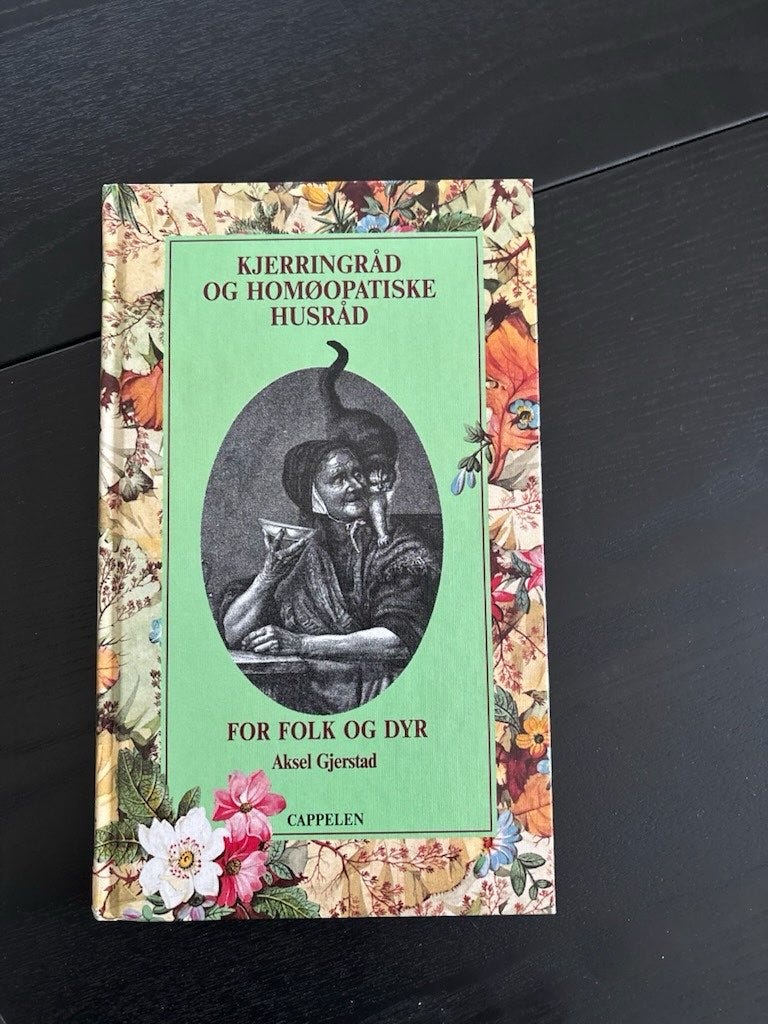 KJERRINGRÅD
OG HOMØOPATISKE
HUSRÅD
FOR FOLK OG DYR
Aksel Gjerstad
CAPPELEN